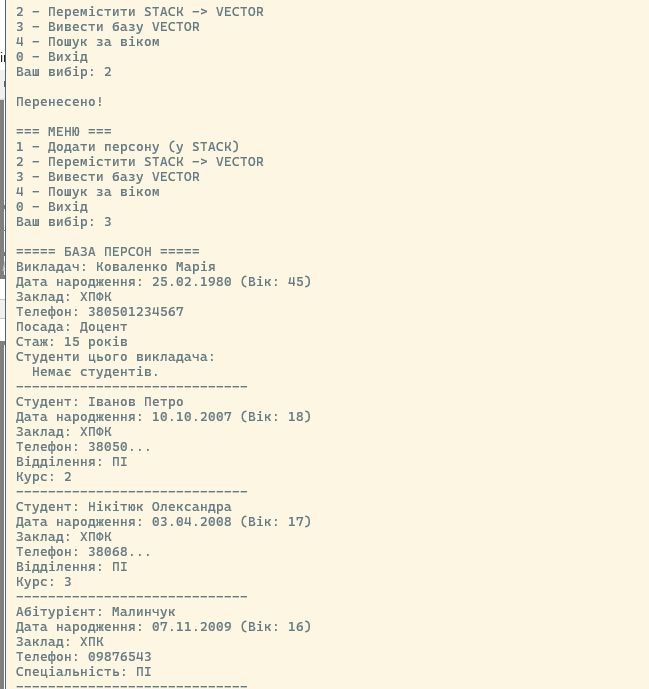 2 - Перемістити STACK -> VECTOR
3 - Вивести базу VECTOR
4 - Пошук за віком
0 - Вихід
Ваш вибір: 2
Перенесено!
=== МЕНЮ ===
1 - Додати персону (у STACK)
2 - Перемістити STACK -> VECTOR
3 - Вивести базу VECTOR
4 - Пошук за віком
0 - Вихід
Ваш вибір: 3
===== БАЗА ПЕРСОН =====
Викладач: Коваленко Марія
Дата народження: 25.02.1980 (Вік: 45)
Заклад: ХПФК
Телефон: 380501234567
Посада: Доцент
Стаж: 15 років
Студенти цього викладача:
Немає студентів.
-----------------------------
Студент: Іванов Петро
Дата народження: 10.10.2007 (Вік: 18)
Заклад: ХПФК
Телефон: 38050...
Відділення: ПІ
Курс: 2
-----------------------------
Студент: Нікітюк Олександра
Дата народження: 03.04.2008 (Вік: 17)
Заклад: ХПФК
Телефон: 38068...
Відділення: ПІ
Курс: 3
-----------------------------
Абітурієнт: Малинчук
Дата народження: 07.11.2009 (Вік: 16)
Заклад: ХПК
Телефон: 09876543
Спеціальність: ПІ
-----------------------------